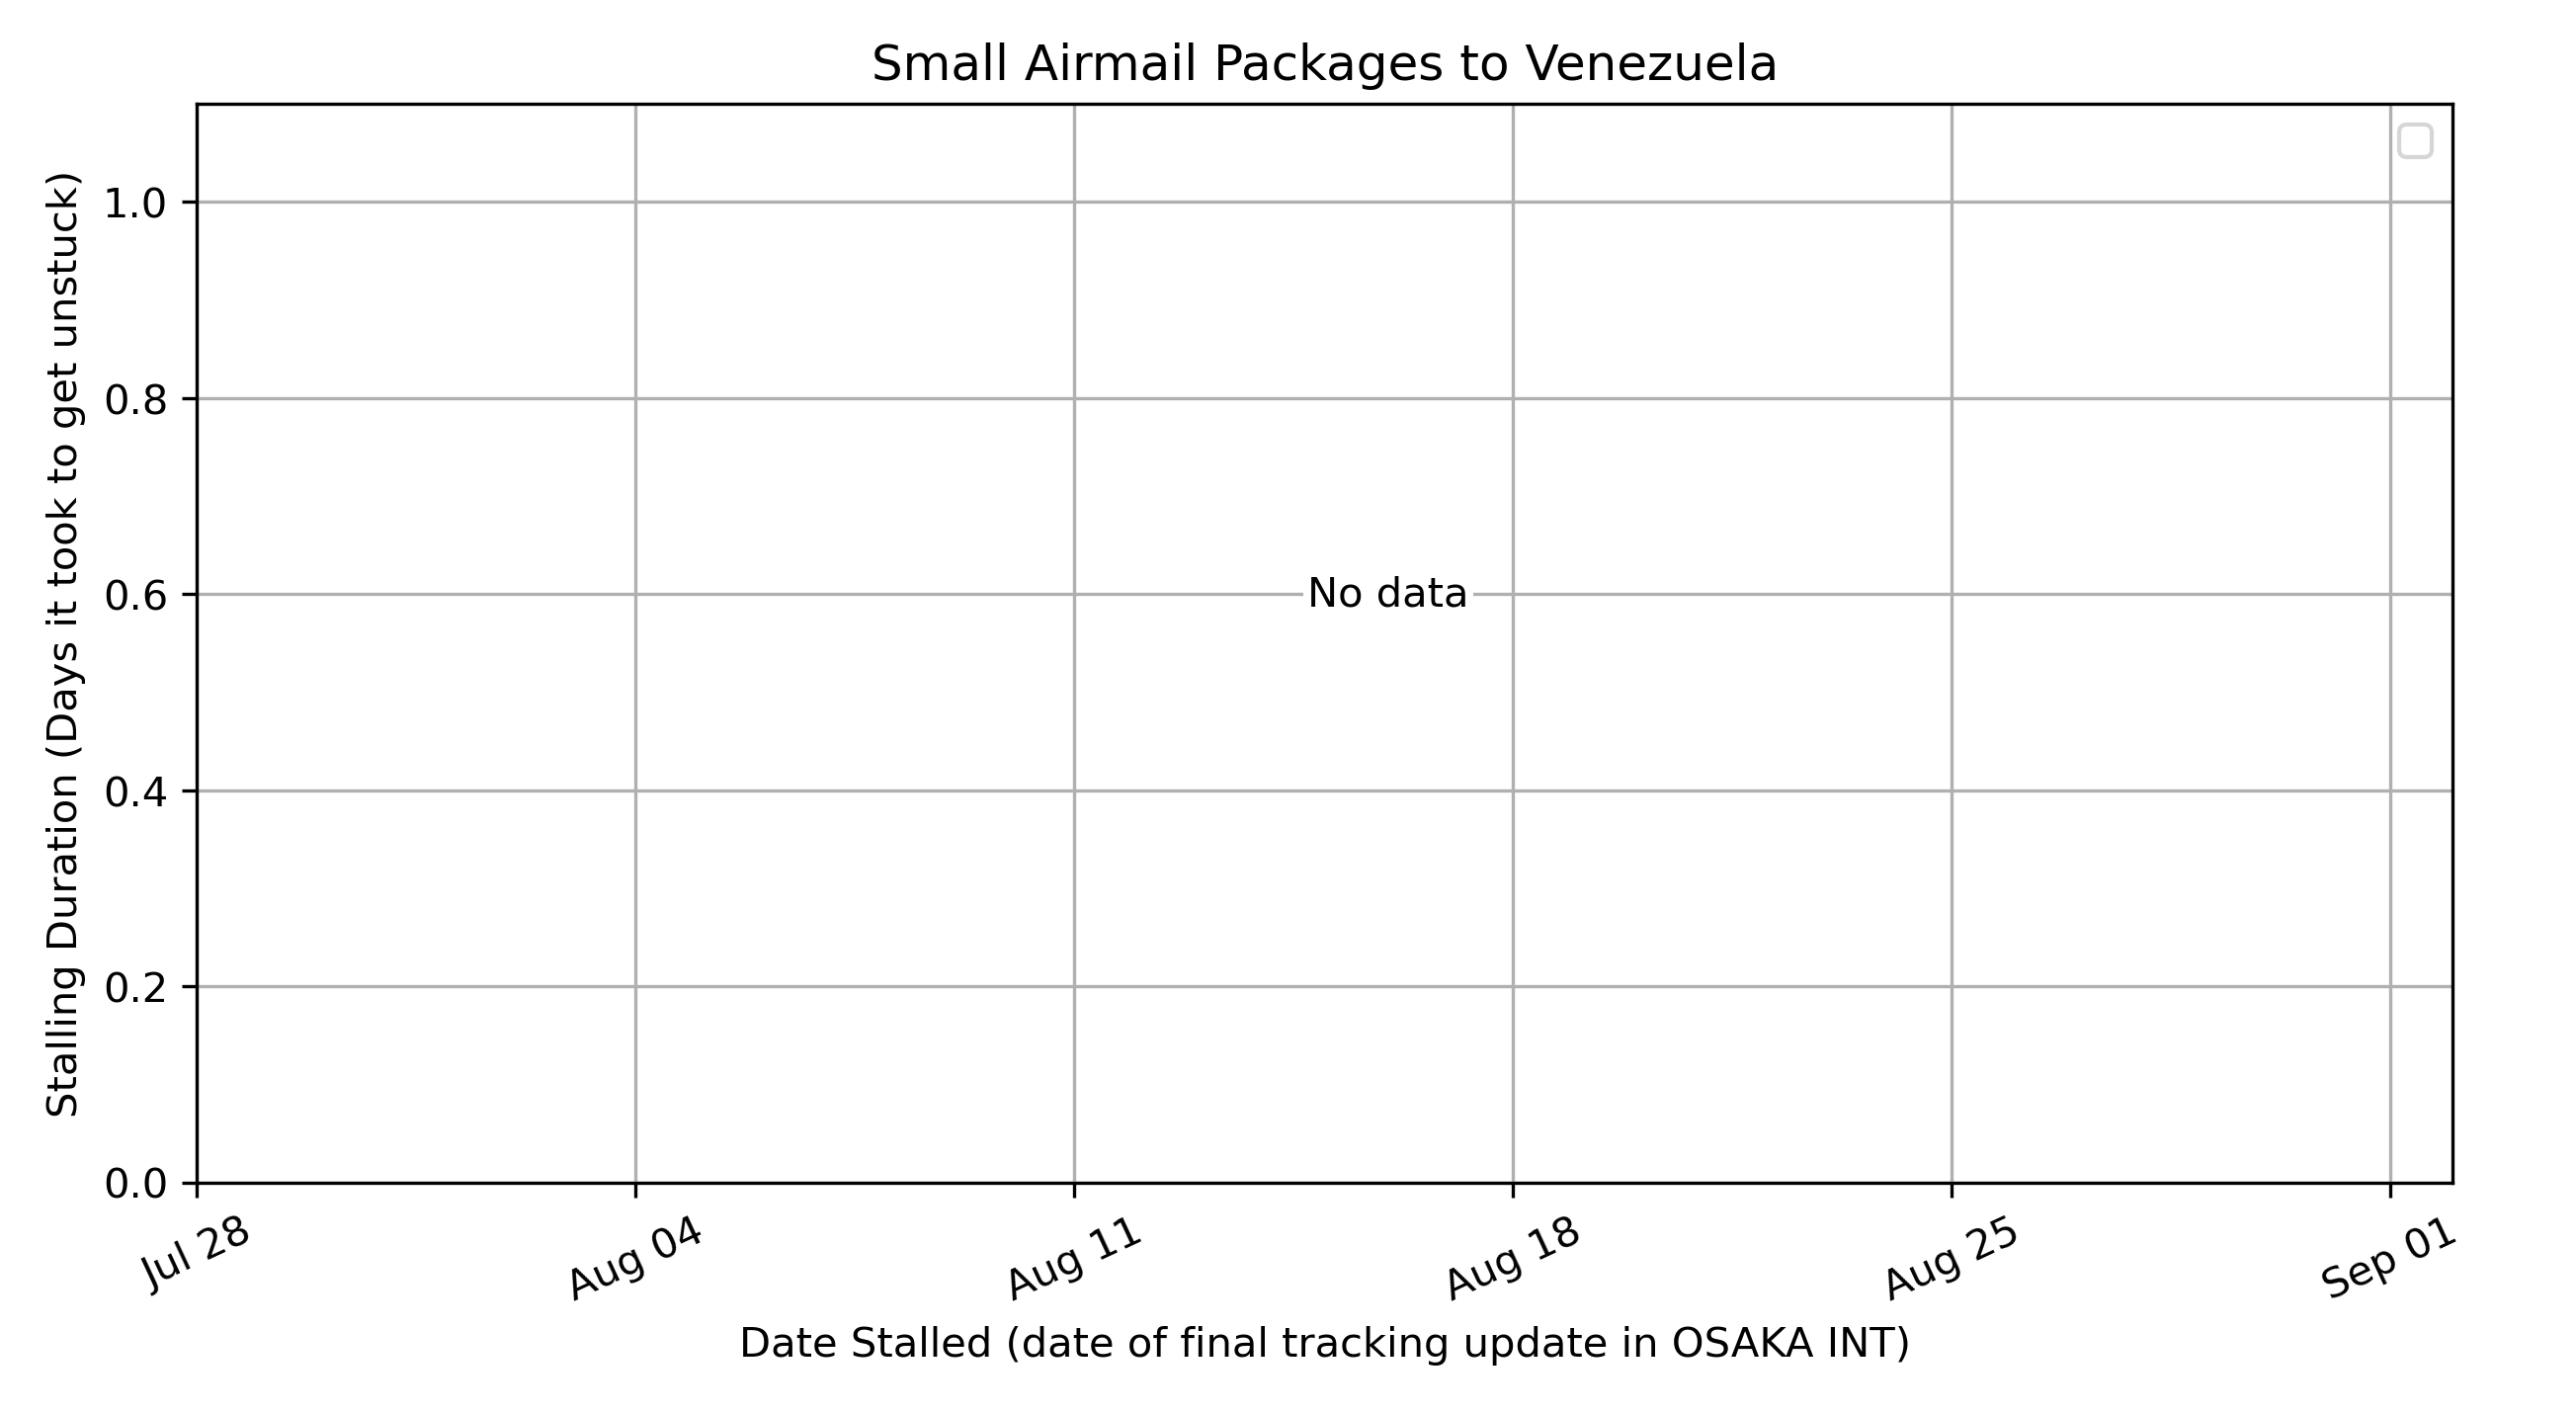 Small Airmail Packages to Venezuela
Stalling Duration (Days it took to get unstuck)
1.0
0.8
0.6
0.4
0.2
0.0
No data
Jul 28
Aug 04
Aug 11
Aug 18
Aug 25
Sep 01
Date Stalled (date of final tracking update in OSAKA INT)